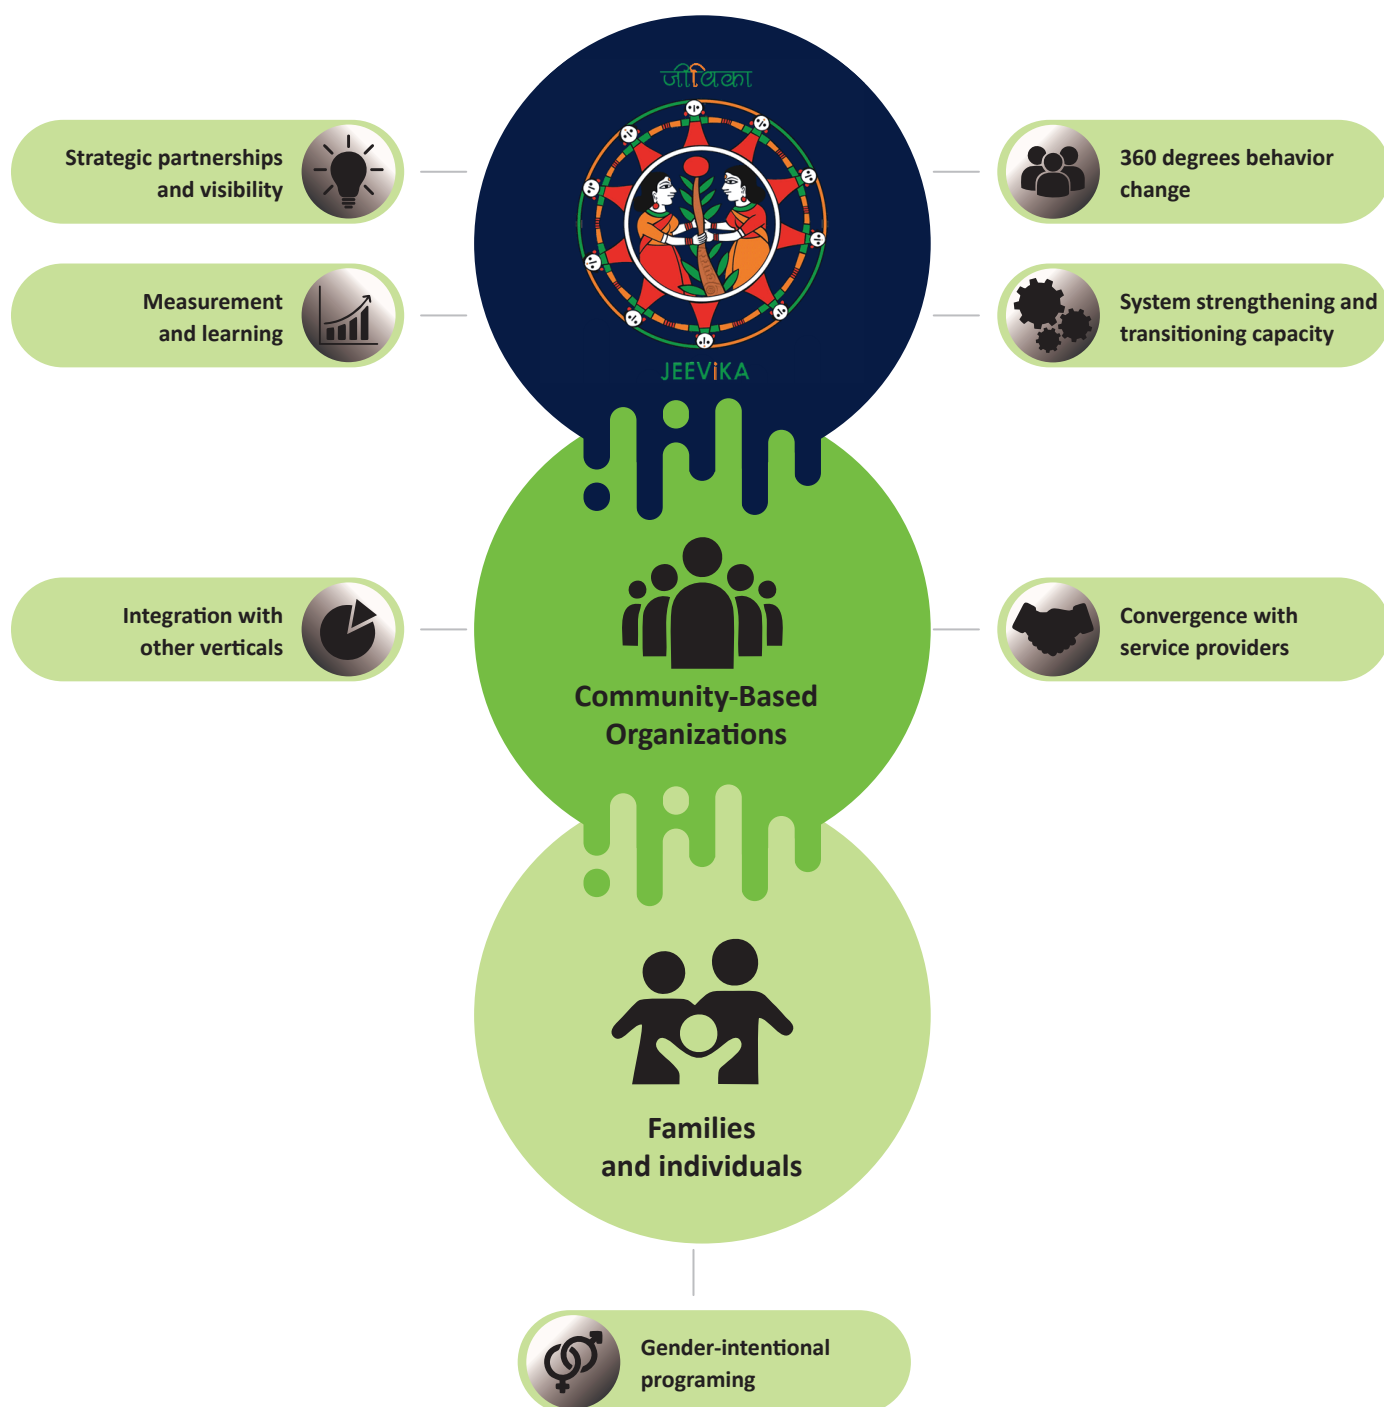 जीविका
JEEViKA
Strategic partnerships
and visibility
Measurement
and learning
360 degrees behavior
change
System strengthening and
transitioning capacity
Integration with
other verticals
Community-Based
Organizations
Convergence with
service providers
Families
and individuals
Gender-intentional
programing